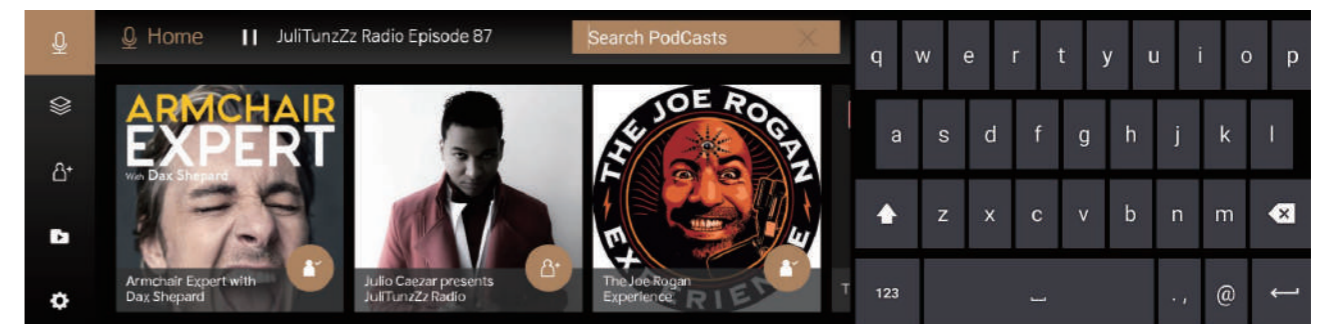 Home
JuliTunzZz Radio Episode 87
Search PodCasts
ARMCHAIR
EXPERT
With Dax Shepard
Armchair Expert with
Dax Shepard
Julio Caezar presents
JuliTunzZz Radio
THE JOE ROGAN
EXPERIENCE
The Joe Rogan
Experience
T
q w e r t y u i o p
a s d f g h j k l
z x c v b n m
123 . , @